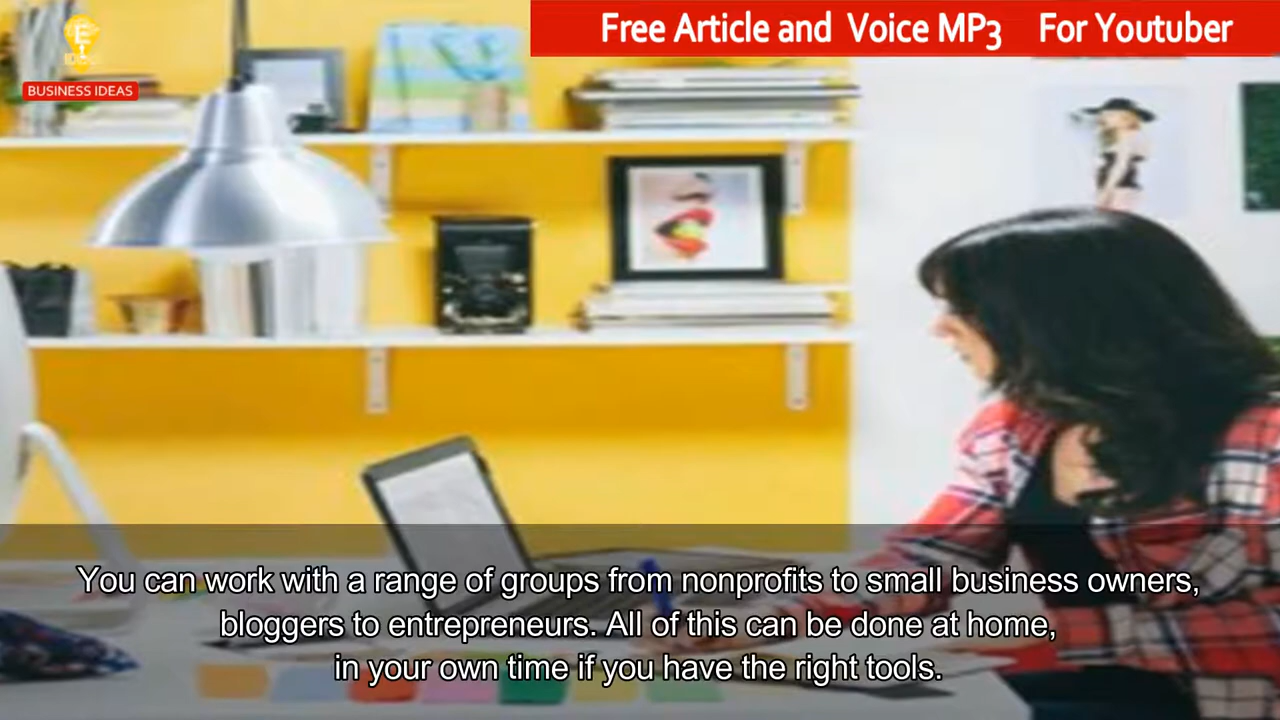 Free Article and Voice MP3 For Youtuber
E
BUSINESS IDEAS
You can work with a range of groups from nonprofits to small business owners,
bloggers to entrepreneurs. All of this can be done at home,
in your own time if you have the right tools.